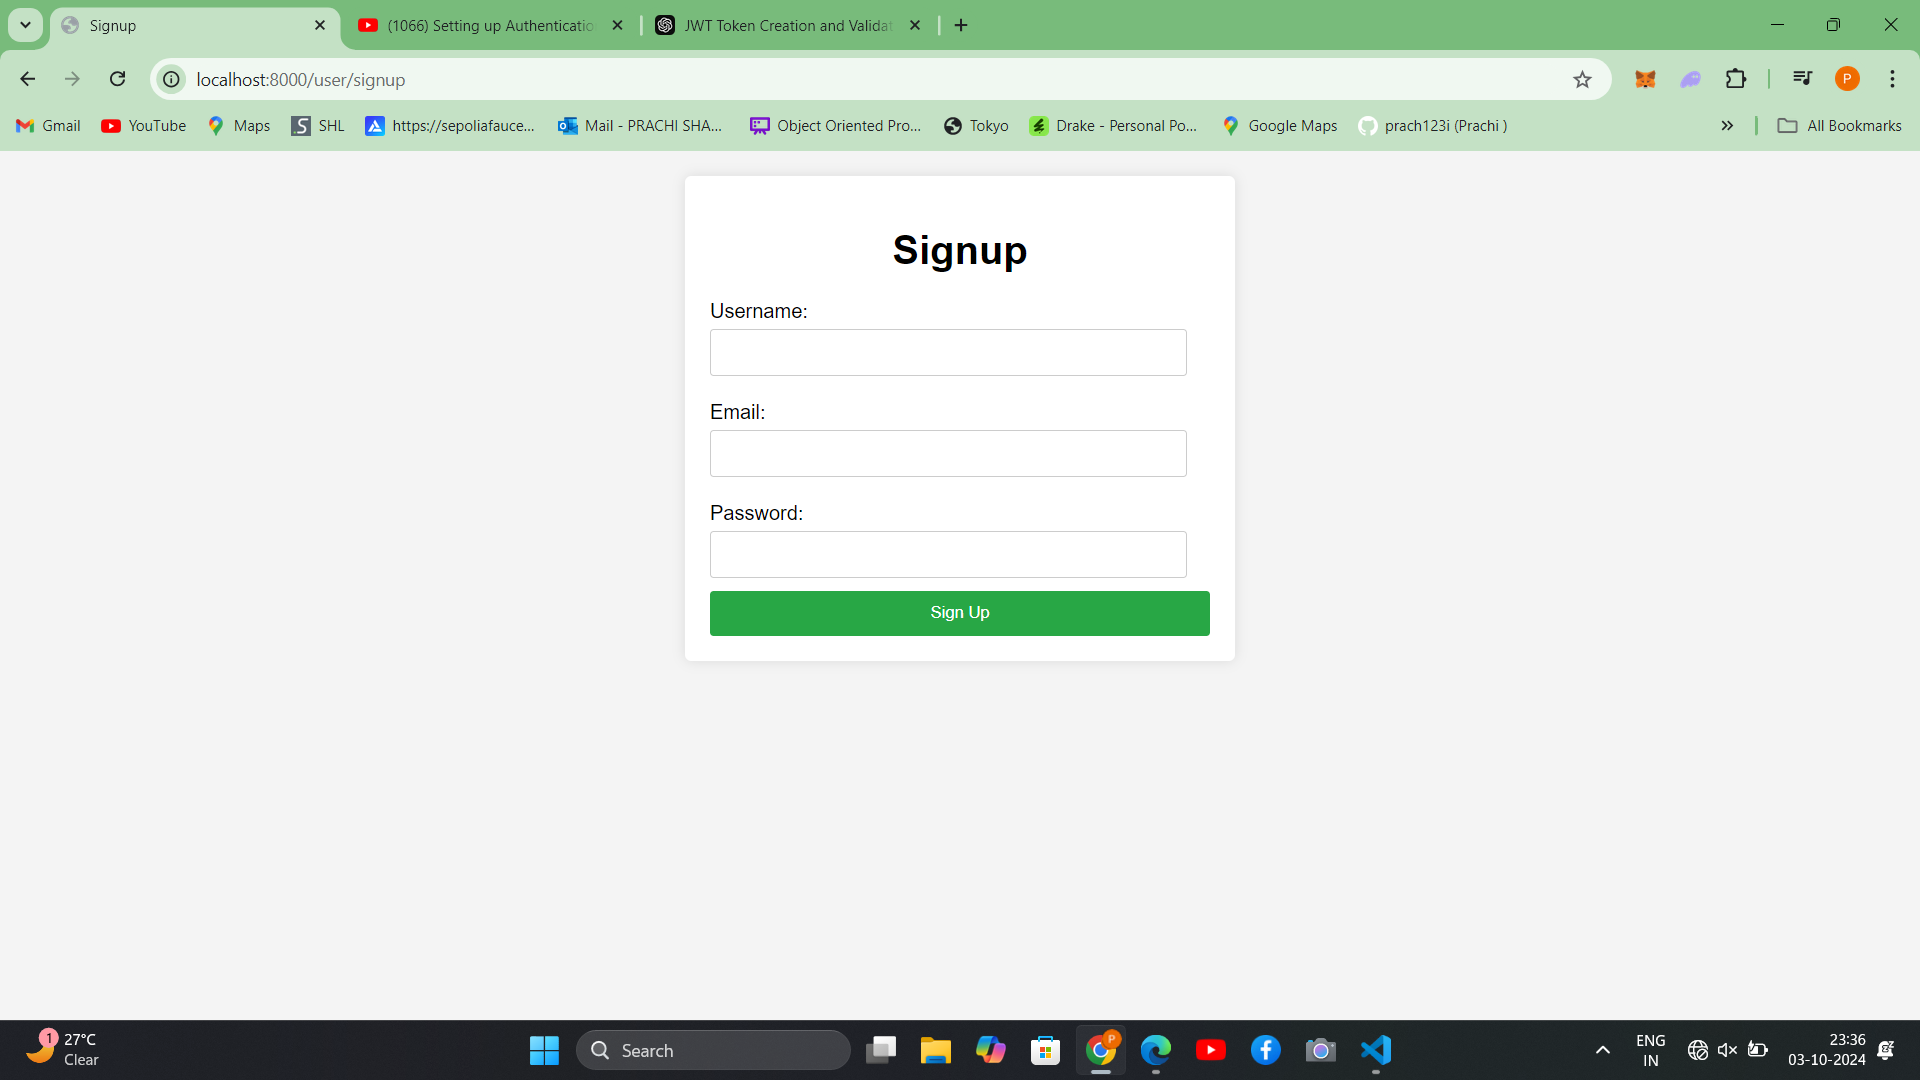 Signup
(1066) Setting up Authenticatio
JWT Token Creation and Validat
localhost:8000/user/signup
Gmail
YouTube
Maps
SHL
https://sepoliafauce...
Mail - PRACHI SHA...
Object Oriented Pro...
Tokyo
Drake - Personal Po...
Google Maps
prach123i (Prachi )
All Bookmarks
P
Signup
Username:
Email:
Password:
Sign Up
1
27°C
Clear
Search
P
ENG
IN
23:36
03-10-2024